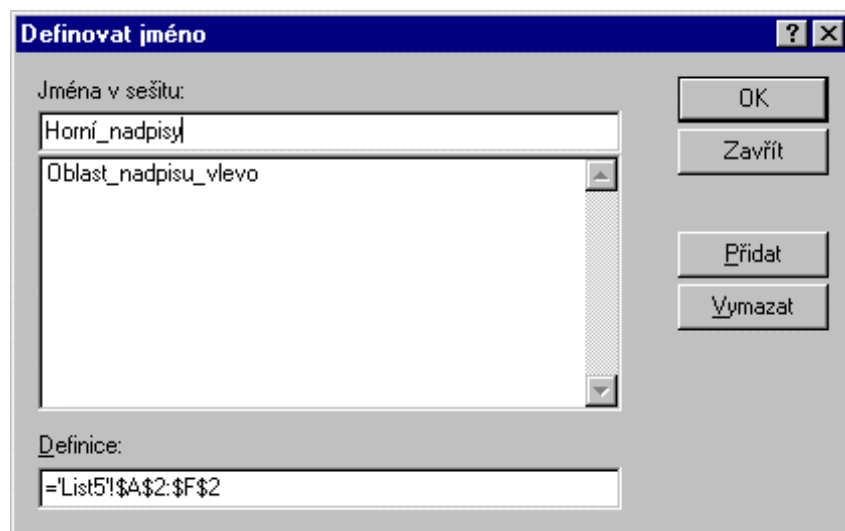 Definovat jméno
Jména v sešitu:
Horní_nadpisy
Oblast_nadpisu_vlevo
OK
Zavřít
Přidat
Vymazat
Definice:
='List5'!$A$2:$F$2